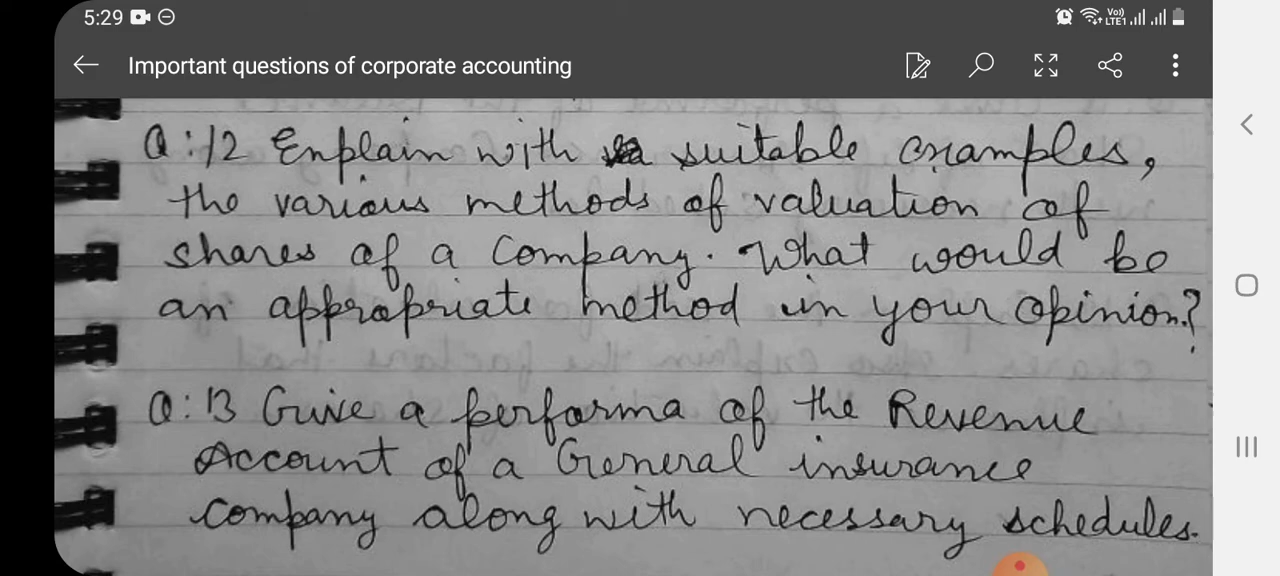 5:29
Vo))
LTE1
Important questions of corporate accounting
Q:12 Explain with suitable examples,
the various methods of valuation of
shares of a company. What would be
an appropriate method in your opinion?
Q:13 Give a performa of the Revenue
Account of a General insurance
company along with necessary schedules.